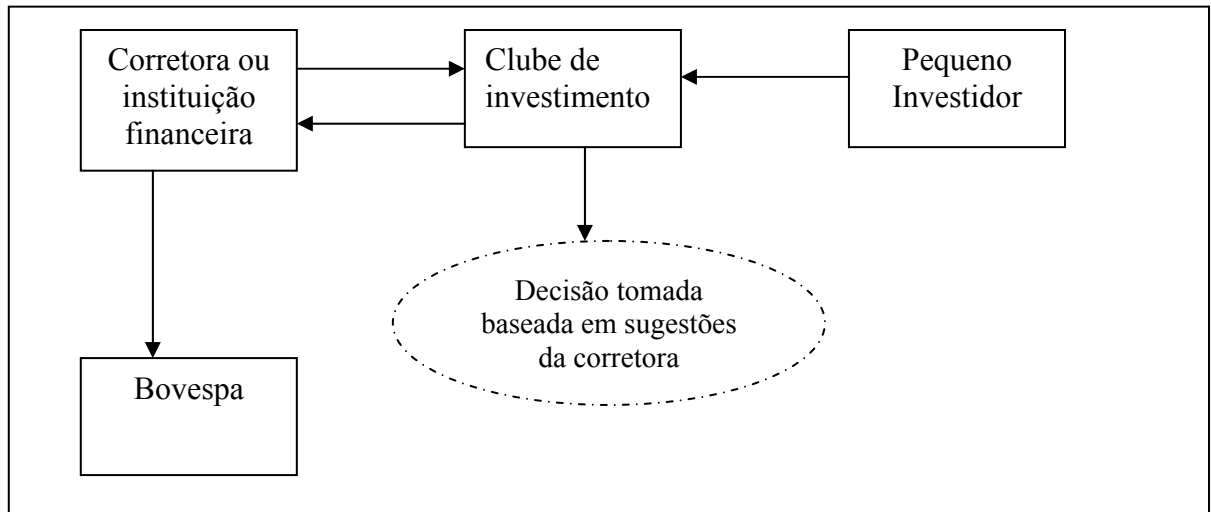 Corretora ou
instituição
financeira
Clube de
investimento
Pequeno
Investidor
Decisão tomada
baseada em sugestões
da corretora
Bovespa